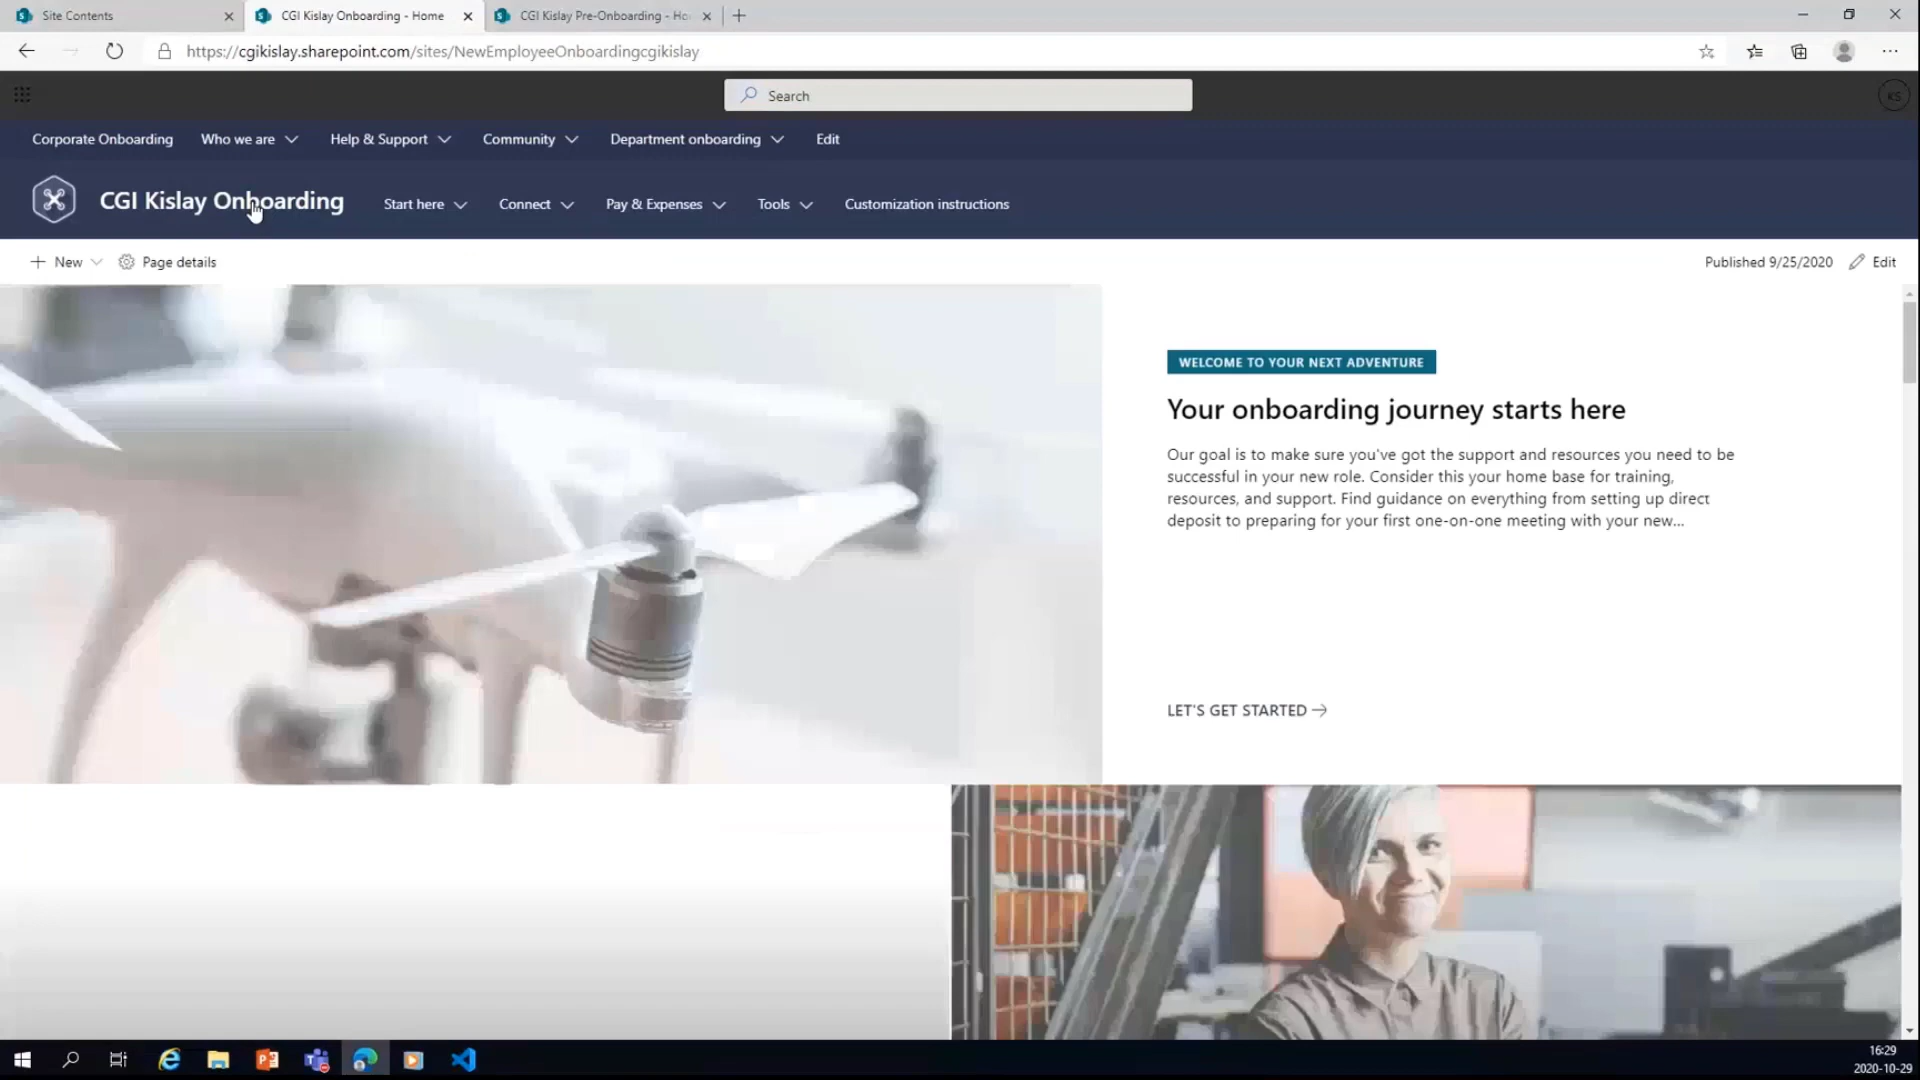 Site Contents
CGI Kislay Onboarding - Home
CGI Kislay Pre-Onboarding - Ho
https://cgikislay.sharepoint.com/sites/NewEmployeeOnboardingcgikislay
Search
KS
Corporate Onboarding
Who we are
Help & Support
Community
Department onboarding
Edit
CGI Kislay Onboarding
Start here
Connect
Pay & Expenses
Tools
Customization instructions
New
Page details
Published 9/25/2020
Edit
WELCOME TO YOUR NEXT ADVENTURE
Your onboarding journey starts here
Our goal is to make sure you've got the support and resources you need to be
successful in your new role. Consider this your home base for training,
resources, and support. Find guidance on everything from setting up direct
deposit to preparing for your first one-on-one meeting with your new...
LET'S GET STARTED
16:29
2020-10-29